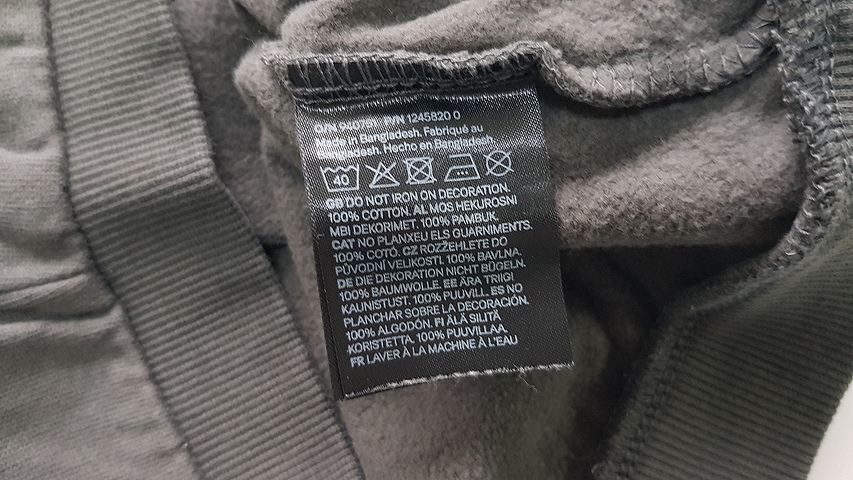 P/N 1245820 0
Made in Bangladesh. Fabriqué au
Bangladesh. Hecho en Bangladesh.
40
GB DO NOT IRON ON DECORATION.
100% COTTON. AL MOS HEKUROSNI
MBI DEKORIMET. 100% PAMBUK.
CAT NO PLANXEU ELS GUARNIMENTS.
100% COTÓ. CZ ROZŽEHLETE DO
PŮVODNÍ VELIKOSTI. 100% BAVLNA.
DE DIE DEKORATION NICHT BÜGELN.
100% BAUMWOLLE. EE ÄRA TRIIGI
KAUNISTUST. 100% PUUVILL. ES NO
PLANCHAR SOBRE LA DECORACIÓN.
100% ALGODÓN. FI ÄLÄ SILITÄ
KORISTETTA. 100% PUUVILLAA.
FR LAVER À LA MACHINE À L'EAU